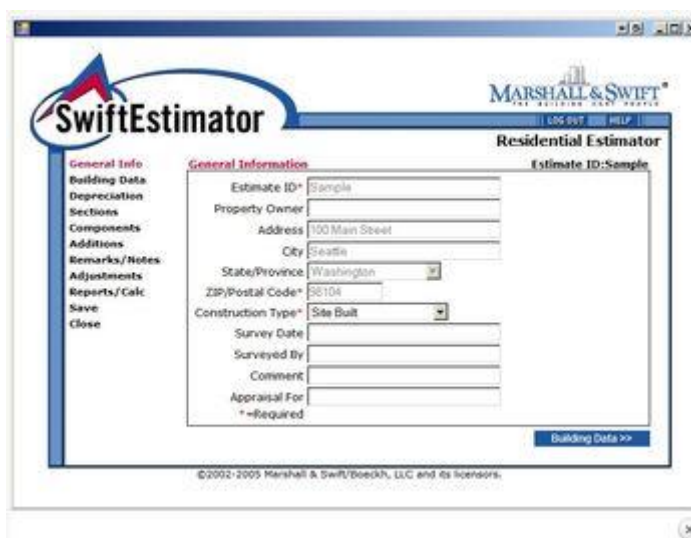 MARSHALL & SWIFT
THE BUILDING COST PEOPLE
SwiftEstimator
LOG OUT HELP
Residential Estimator
Estimate ID:Sample
General Info
Building Data
Depreciation
Sections
Components
Additions
Remarks/Notes
Adjustments
Reports/Calc
Save
Close
General Information
Estimate ID* Sample
Property Owner
Address 100 Main Street
City Seattle
State/Province Washington
ZIP/Postal Code* 98104
Construction Type* Site Built
Survey Date
Surveyed By
Comment
Appraisal For
*=Required
Building Data >>
©2002-2005 Marshall & Swift/Boeckh, LLC and its licensors.